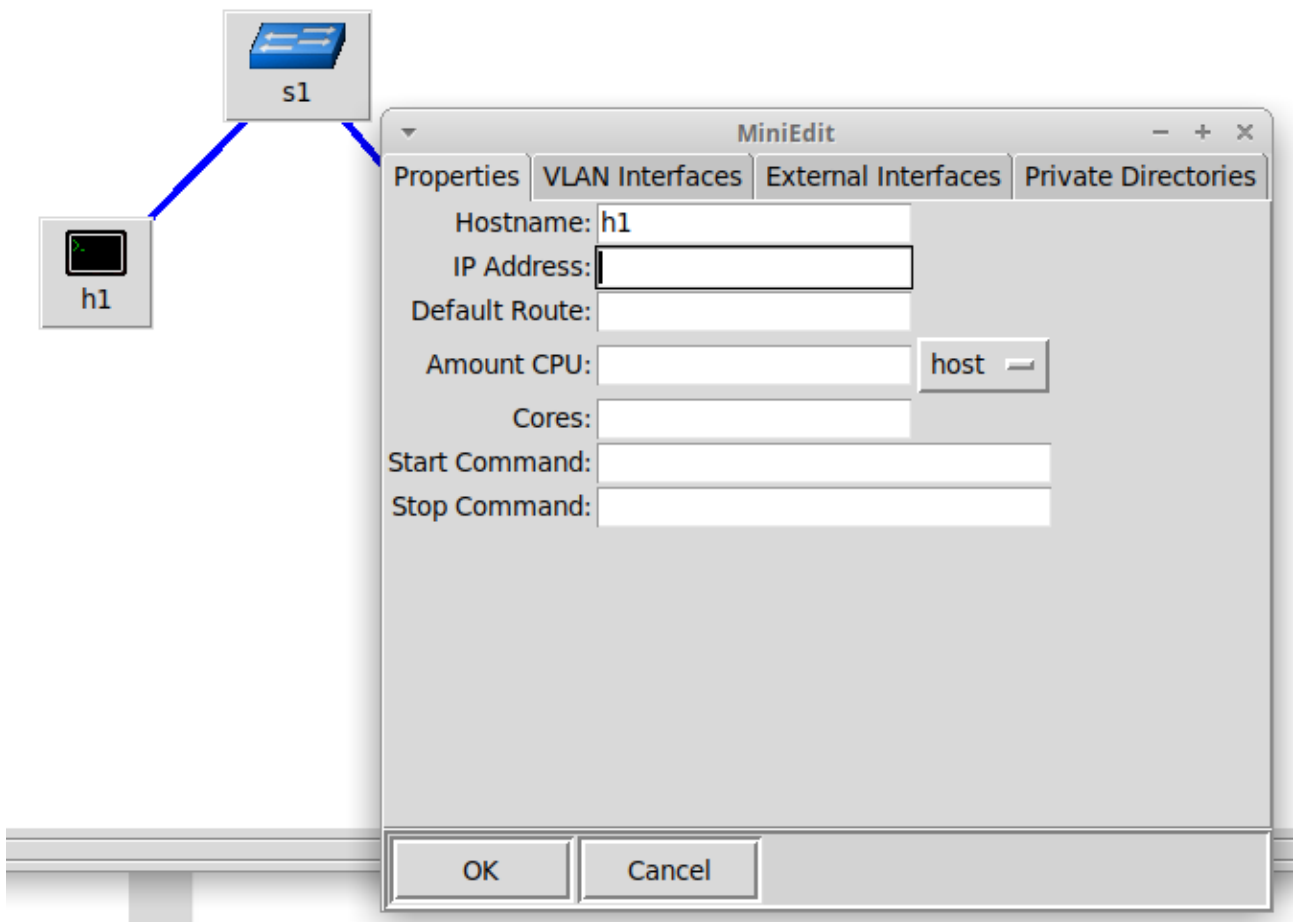 s1
h1
MiniEdit
Properties VLAN Interfaces External Interfaces Private Directories
Hostname: h1
IP Address:
Default Route:
Amount CPU: host
Cores:
Start Command:
Stop Command:
OK Cancel